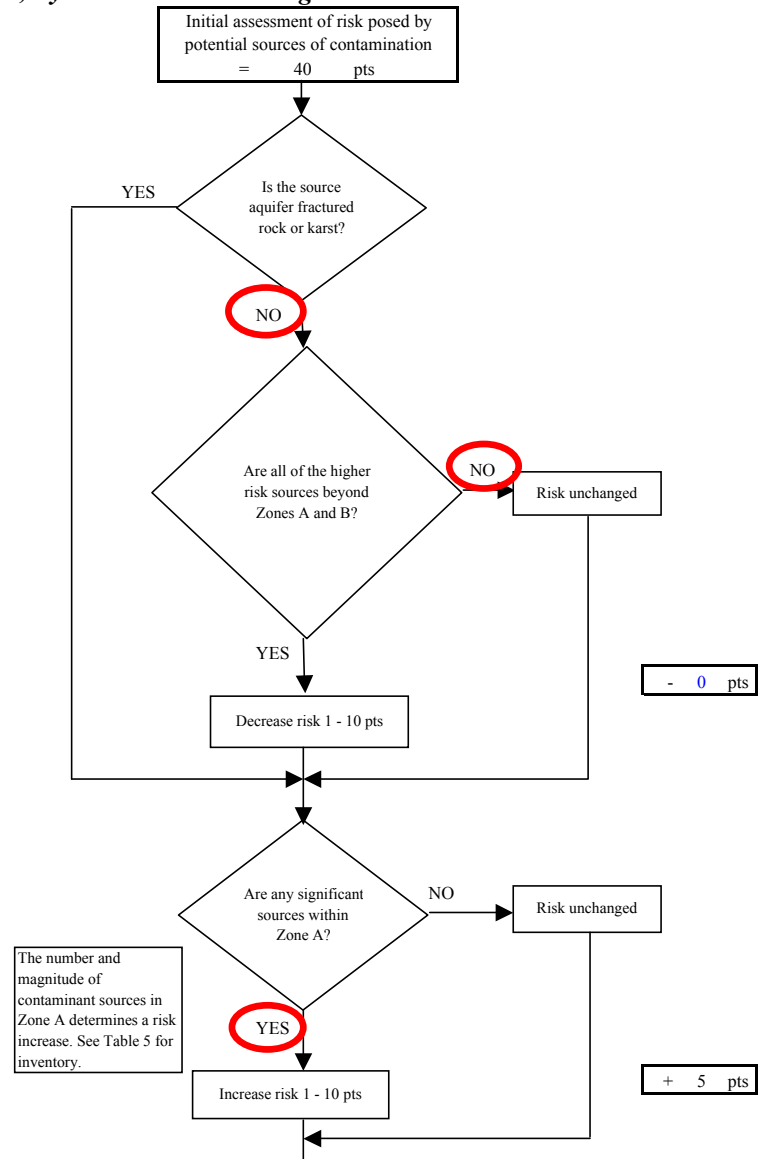 Initial assessment of risk posed by
potential sources of contamination
= 40 pts
YES
Is the source
aquifer fractured
rock or karst?
NO
Are all of the higher
risk sources beyond
Zones A and B?
NO
Risk unchanged
YES
- 0 pts
Decrease risk 1 - 10 pts
Are any significant
sources within
Zone A?
NO
Risk unchanged
The number and
magnitude of
contaminant sources in
Zone A determines a risk
increase. See Table 5 for
inventory.
YES
Increase risk 1 - 10 pts
+ 5 pts